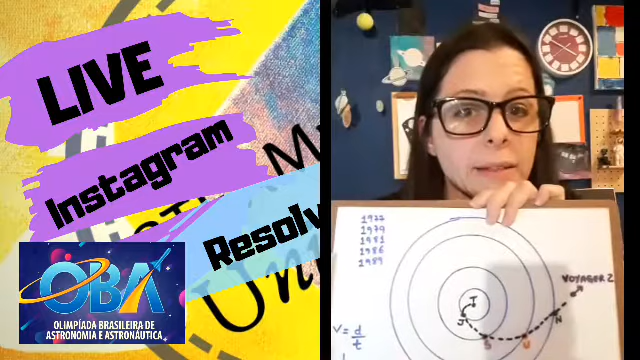 LIVE
Instagram
Resolv
OBA
OLIMPÍADA BRASILEIRA DE
ASTRONOMIA E ASTRONÁUTICA
1977
1979
1981
1986
1989
VOYAGER 2
T
J
S
U
N
V = d
t